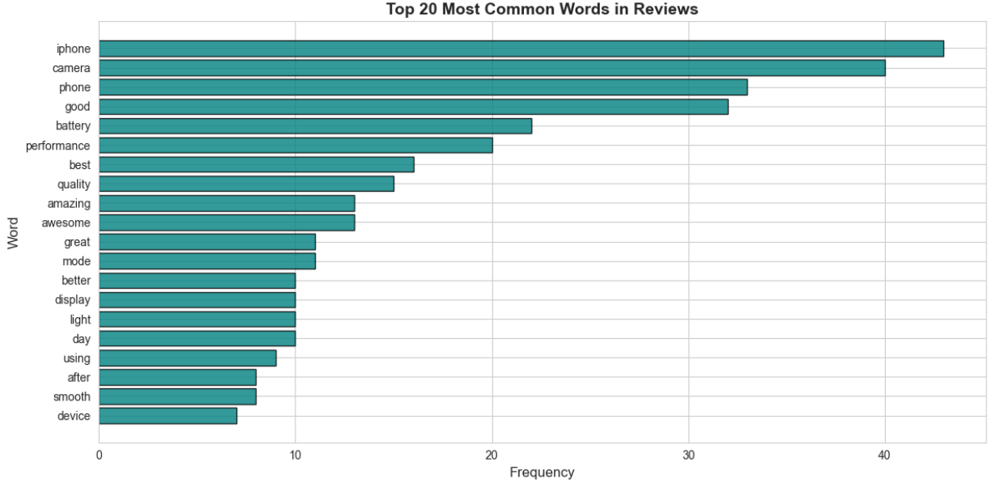 Top 20 Most Common Words in Reviews
iphone
camera
phone
good
battery
performance
best
quality
amazing
awesome
great
mode
better
display
light
day
using
after
smooth
device
Word
0 10 20 30 40
Frequency